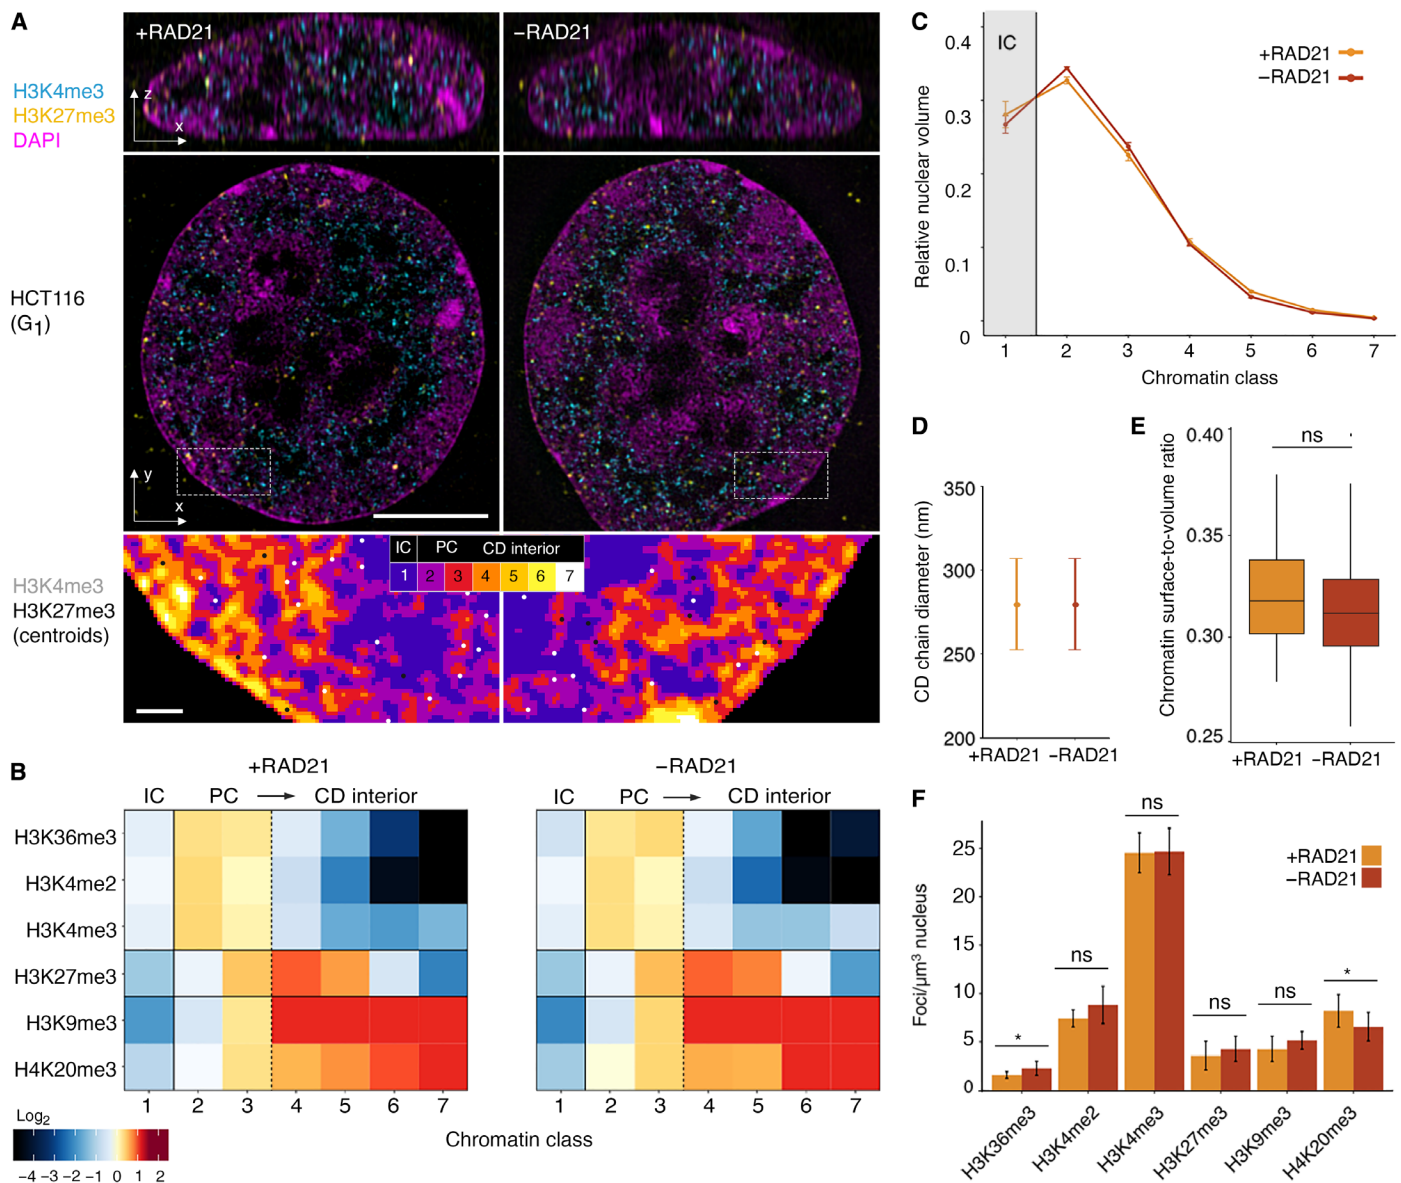 A
+RAD21
−RAD21
H3K4me3
H3K27me3
DAPI
z
x
HCT116
(G1)
y
x
H3K4me3
H3K27me3
(centroids)
IC PC CD interior
1 2 3 4 5 6 7
B
+RAD21
−RAD21
IC PC CD interior
IC PC CD interior
H3K36me3
H3K4me2
H3K4me3
H3K27me3
H3K9me3
H4K20me3
1 2 3 4 5 6 7
1 2 3 4 5 6 7
Chromatin class
Log2
−4 −3 −2 −1 0 1 2
C
IC
+RAD21
−RAD21
Relative nuclear volume
0.4
0.3
0.2
0.1
0
1 2 3 4 5 6 7
Chromatin class
D
CD chain diameter (nm)
350
300
250
200
+RAD21 −RAD21
E
Chromatin surface-to-volume ratio
0.40
0.35
0.30
0.25
ns
+RAD21 −RAD21
F
Foci/µm3 nucleus
25
20
15
10
5
0
+RAD21
−RAD21
*
ns
ns
ns
ns
*
H3K36me3
H3K4me2
H3K4me3
H3K27me3
H3K9me3
H4K20me3